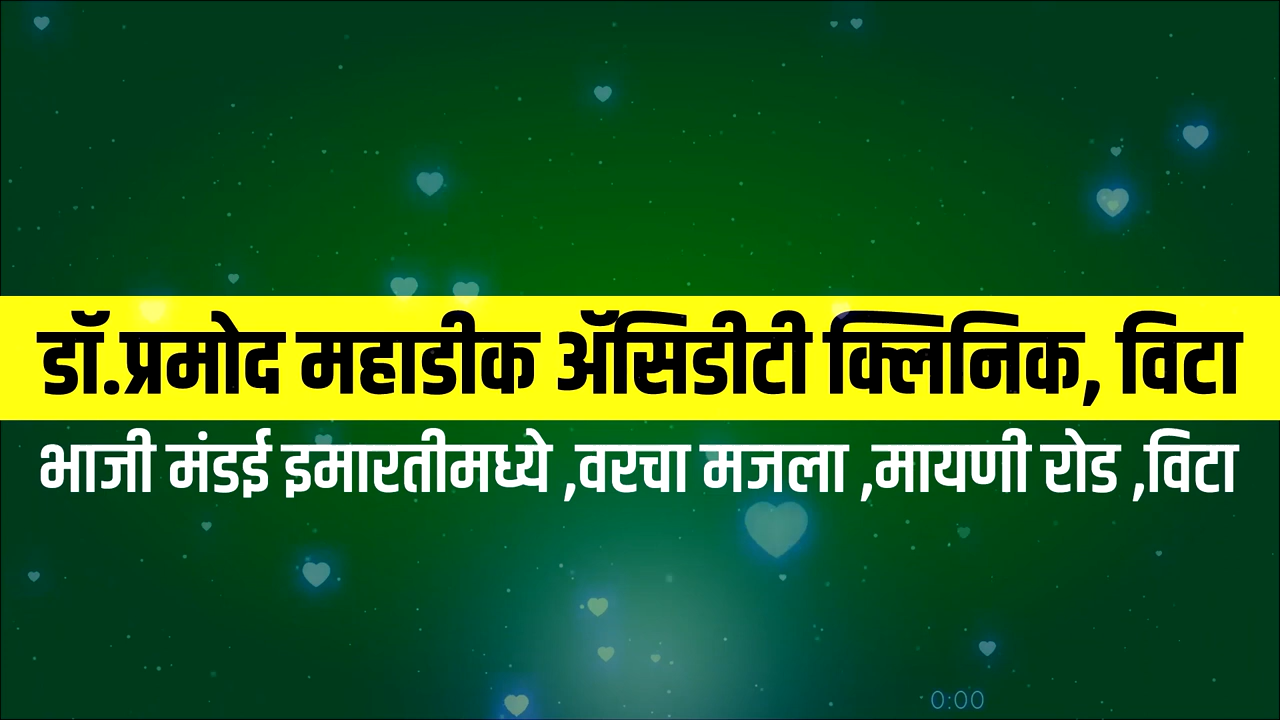 डॉ.प्रमोद महाडीक ॲसिडीटी क्लिनिक, विटा
भाजी मंडई इमारतीमध्ये ,वरचा मजला ,मायणी रोड ,विटा
0:00